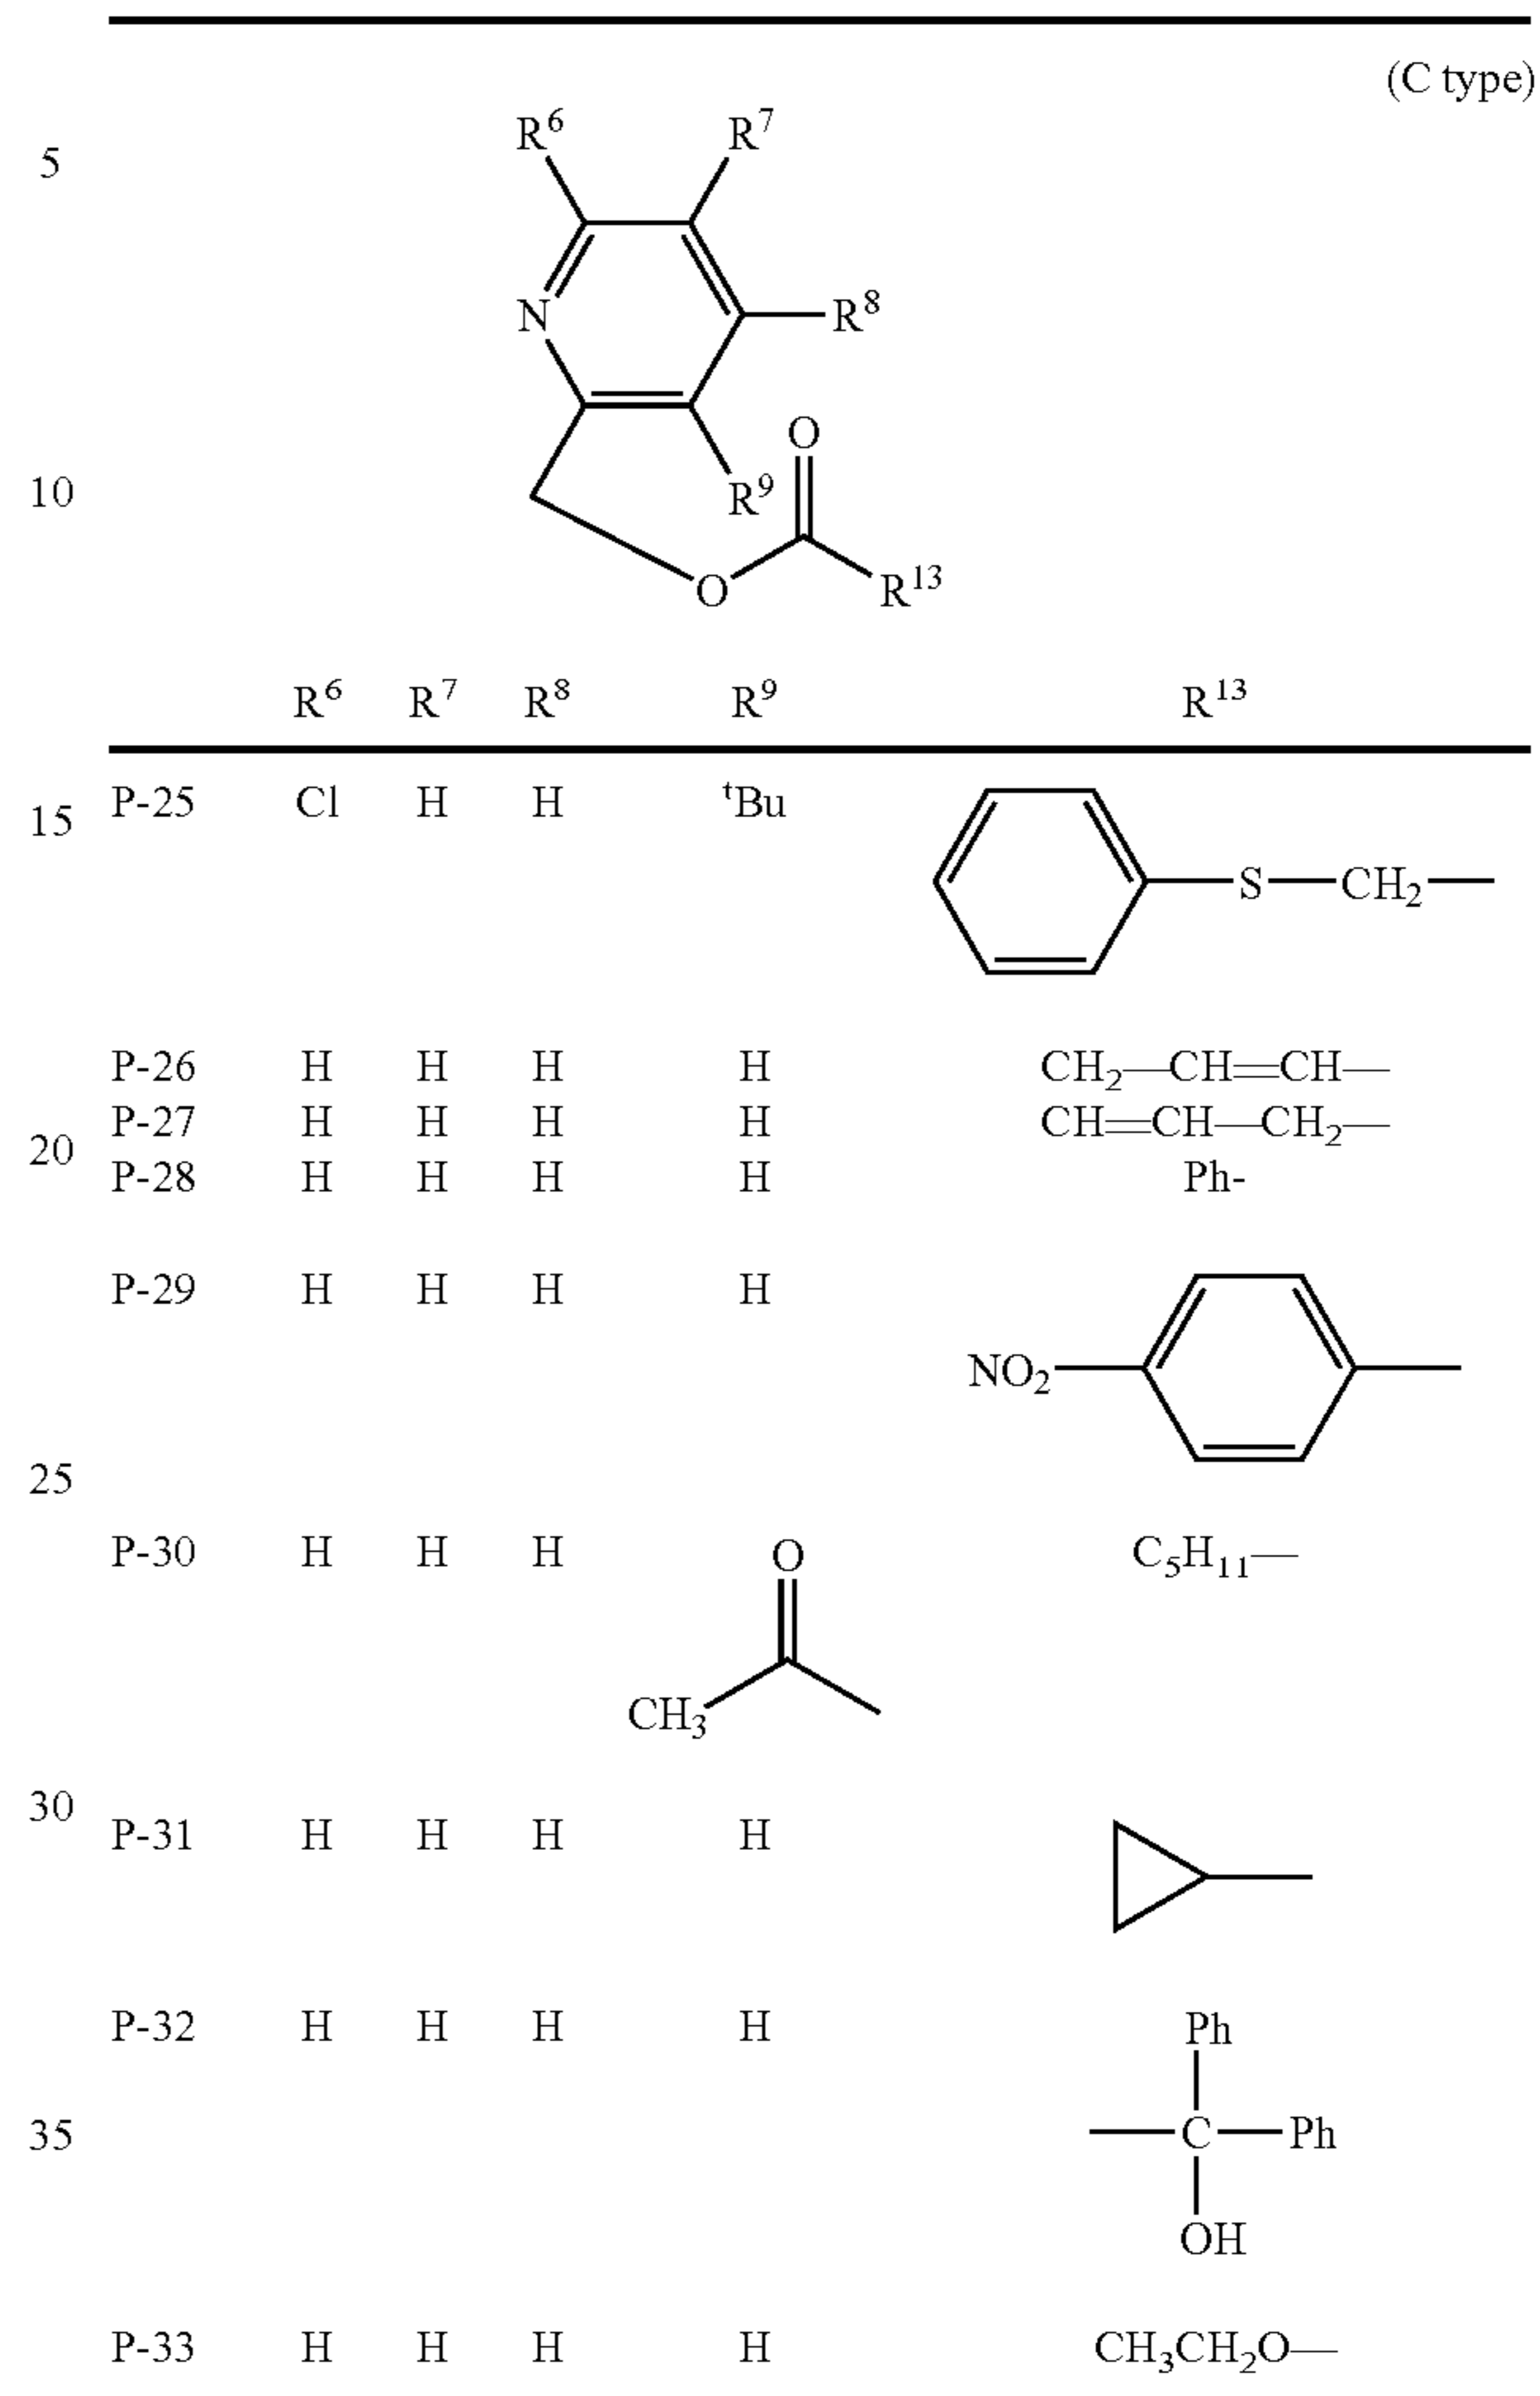 (C type)
R⁶ R⁷
5
N R⁸
O
10 R⁹
O R¹³
R⁶ R⁷ R⁸ R⁹ R¹³
15 P-25 Cl H H ᵗBu
S—CH₂—
P-26 H H H H CH₂—CH=CH—
P-27 H H H H CH=CH—CH₂—
20
P-28 H H H H Ph-
P-29 H H H H
NO₂
25
P-30 H H H O C₅H₁₁—
CH₃
30
P-31 H H H H
P-32 H H H H Ph
35 —C—Ph
OH
P-33 H H H H CH₃CH₂O—